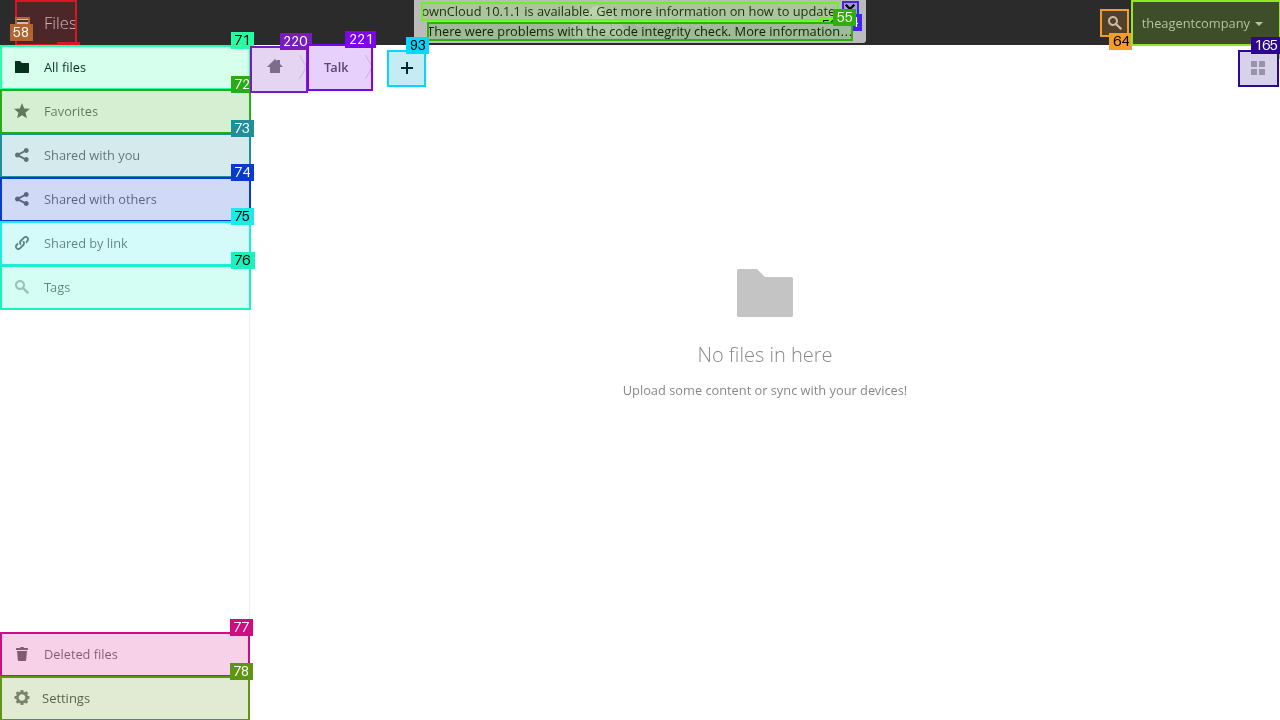 Files
ownCloud 10.1.1 is available. Get more information on how to update
There were problems with the code integrity check. More information...
theagentcompany
58
55
64
71
All files
220
221
Talk
93
165
72
Favorites
73
Shared with you
74
Shared with others
75
Shared by link
76
Tags
No files in here
Upload some content or sync with your devices!
77
Deleted files
78
Settings